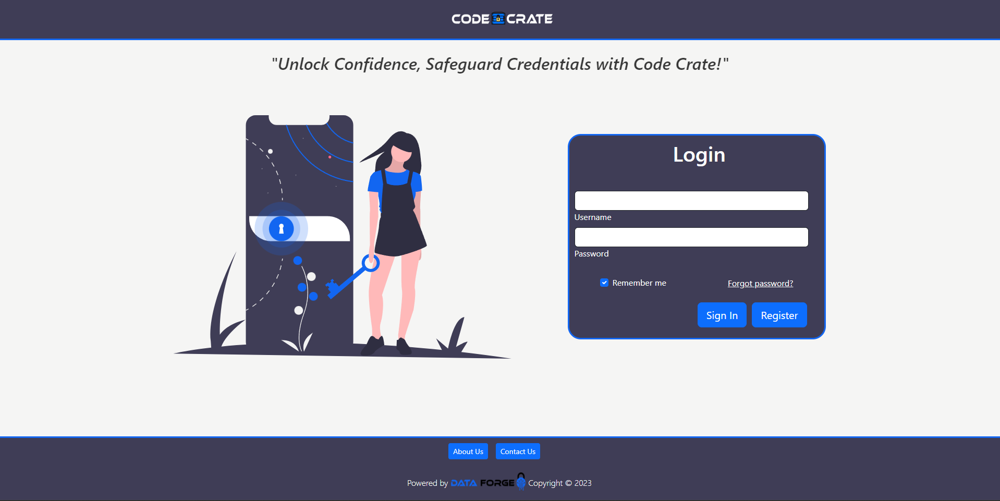 CODE CRATE
"Unlock Confidence, Safeguard Credentials with Code Crate!"
Login
Username
Password
Remember me
Forgot password?
Sign In
Register
About Us
Contact Us
Powered by DATA FORGE Copyright © 2023